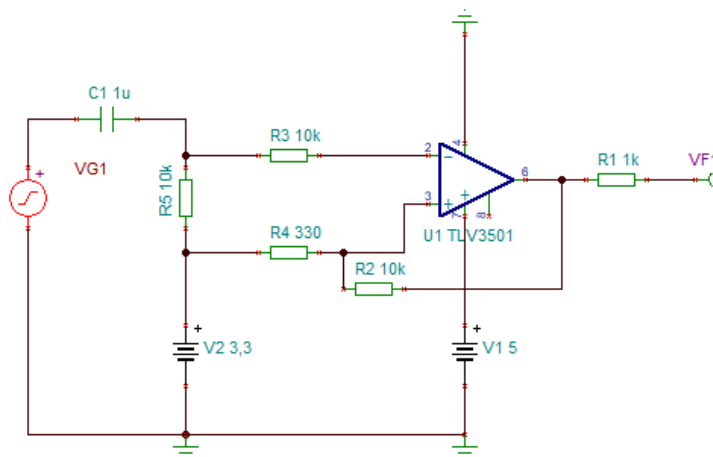 C1 1u
VG1
+
R5 10k
R3 10k
R4 330
R2 10k
2
3
4
6
7
8
-
+
+
U1 TLV3501
R1 1k
VF1
+
V2 3,3
+
V1 5